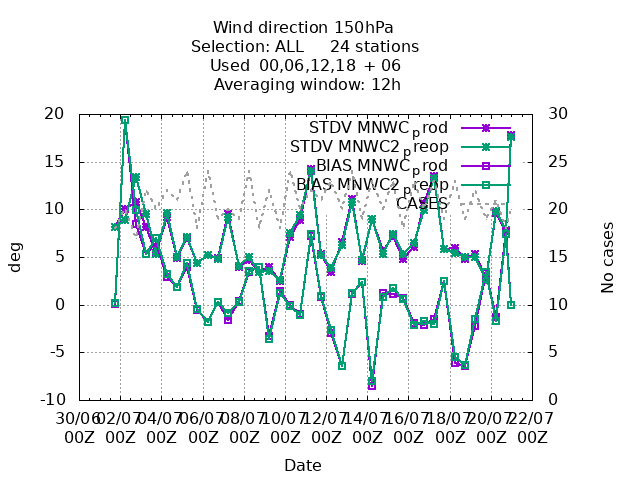 Wind direction 150hPa
Selection: ALL 24 stations
Used 00,06,12,18 + 06
Averaging window: 12h
20 30
STDV MNWC_prod
STDV MNWC2_preop
15 25
BIAS MNWC_prod
BIAS MNWC2_preop
CASES
10 20
5 15
0 10
-5 5
-10 0
deg
No cases
30/06 02/07 04/07 06/07 08/07 10/07 12/07 14/07 16/07 18/07 20/07 22/07
00Z 00Z 00Z 00Z 00Z 00Z 00Z 00Z 00Z 00Z 00Z 00Z
Date